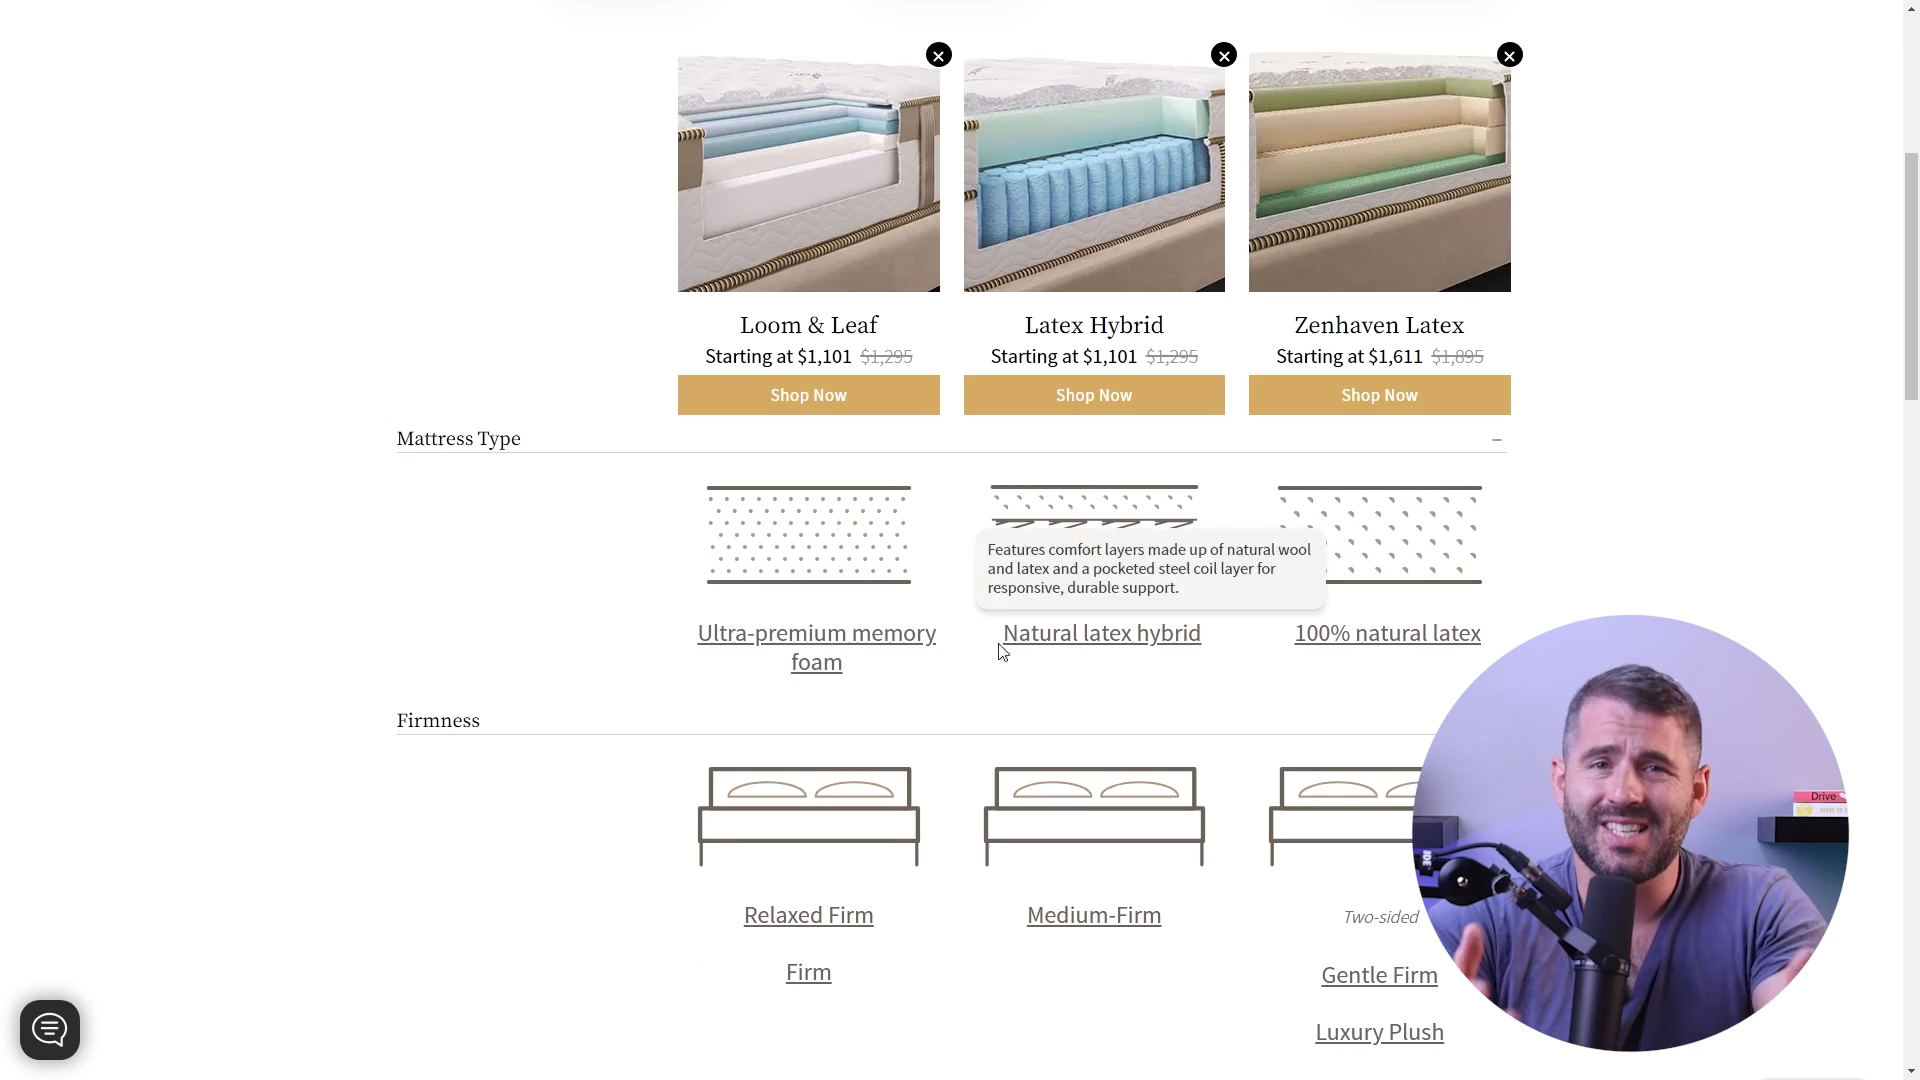 Loom & Leaf
Starting at $1,101 $1,295
Shop Now
Latex Hybrid
Starting at $1,101 $1,295
Shop Now
Zenhaven Latex
Starting at $1,611 $1,895
Shop Now
Mattress Type
Features comfort layers made up of natural wool
and latex and a pocketed steel coil layer for
responsive, durable support.
Ultra-premium memory
foam
Natural latex hybrid
100% natural latex
Firmness
Relaxed Firm
Firm
Medium-Firm
Two-sided
Gentle Firm
Luxury Plush
Drive